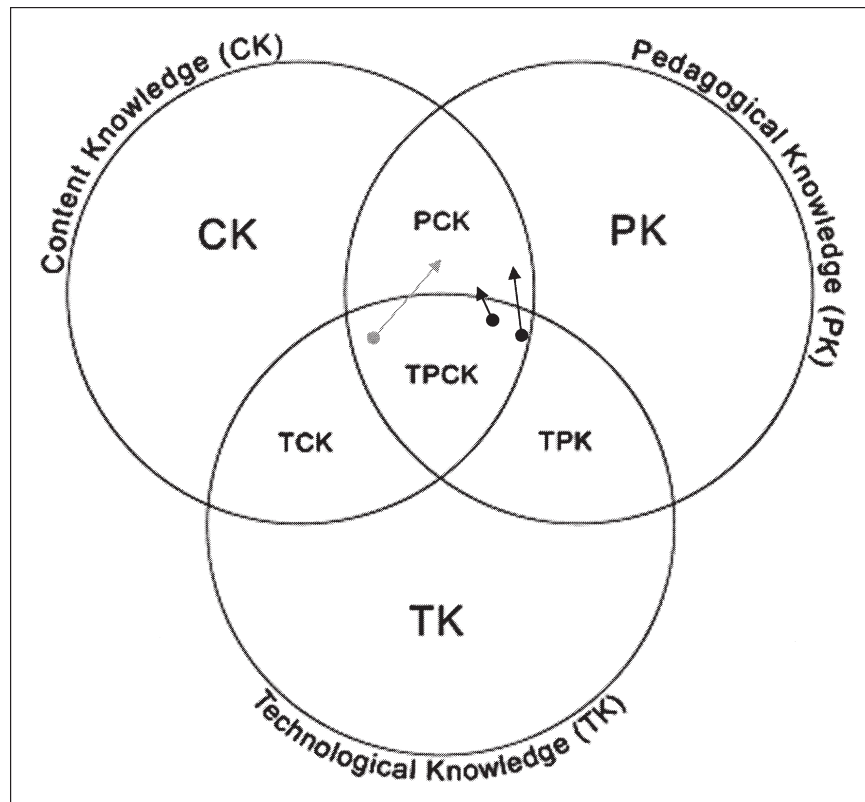 Content Knowledge (CK)
Pedagogical Knowledge (PK)
CK
PCK
PK
TPCK
TCK
TPK
TK
Technological Knowledge (TK)